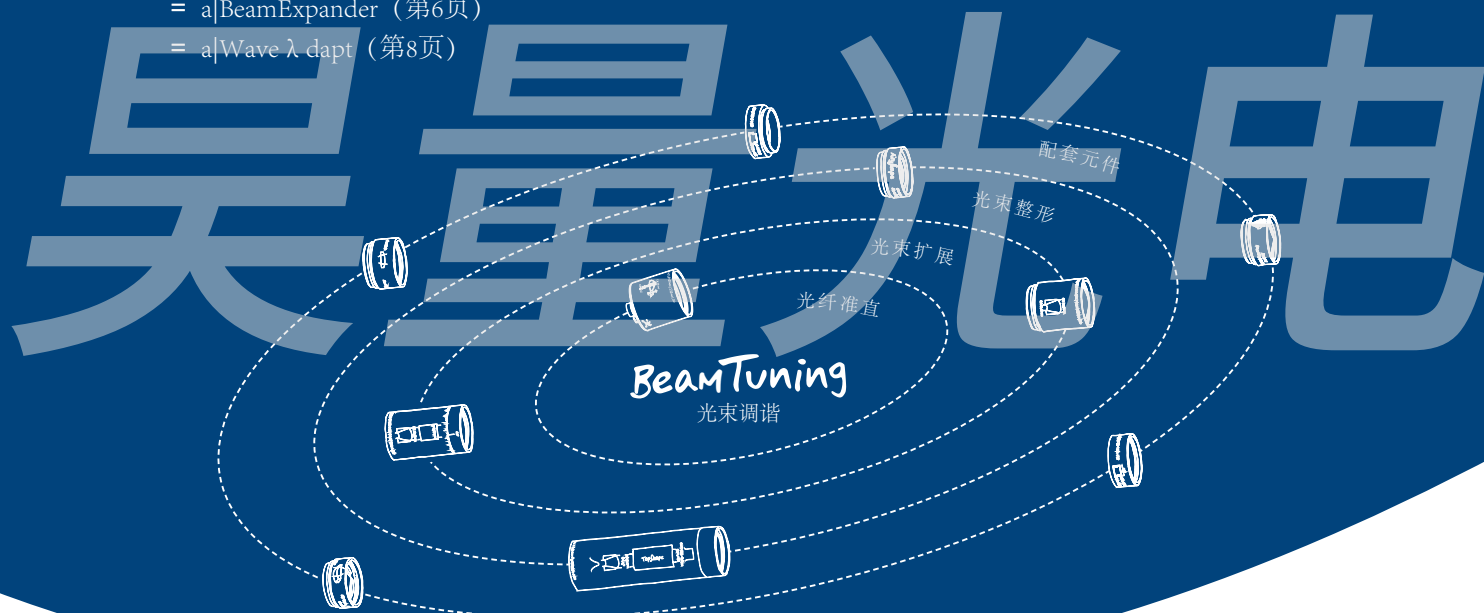 = a|BeamExpander（第6页）
= a|Wave λ dapt（第8页）
昊量光电
配套元件
光束整形
光束扩展
光纤准直
BeamTuning
光束调谐